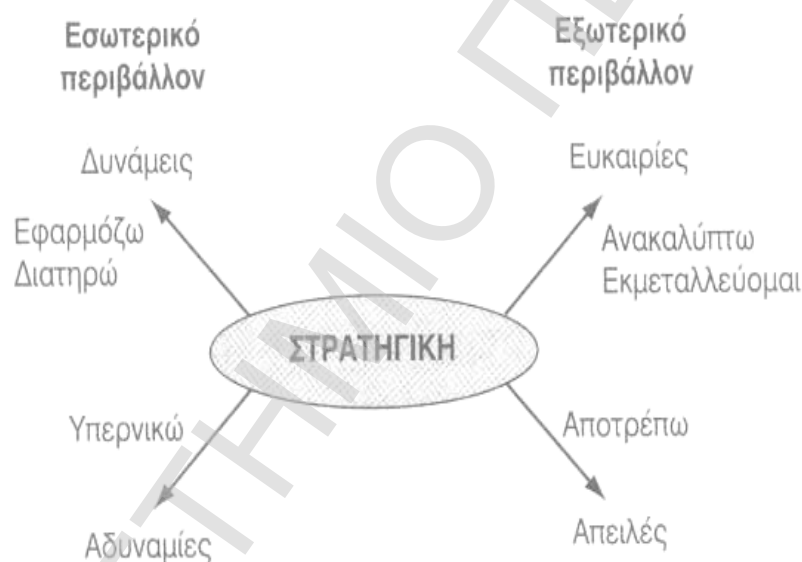 Εσωτερικό
περιβάλλον
Εξωτερικό
περιβάλλον
Δυνάμεις
Ευκαιρίες
Εφαρμόζω
Διατηρώ
Ανακαλύπτω
Εκμεταλλεύομαι
ΣΤΡΑΤΗΓΙΚΗ
Υπερνικώ
Αποτρέπω
Αδυναμίες
Απειλές